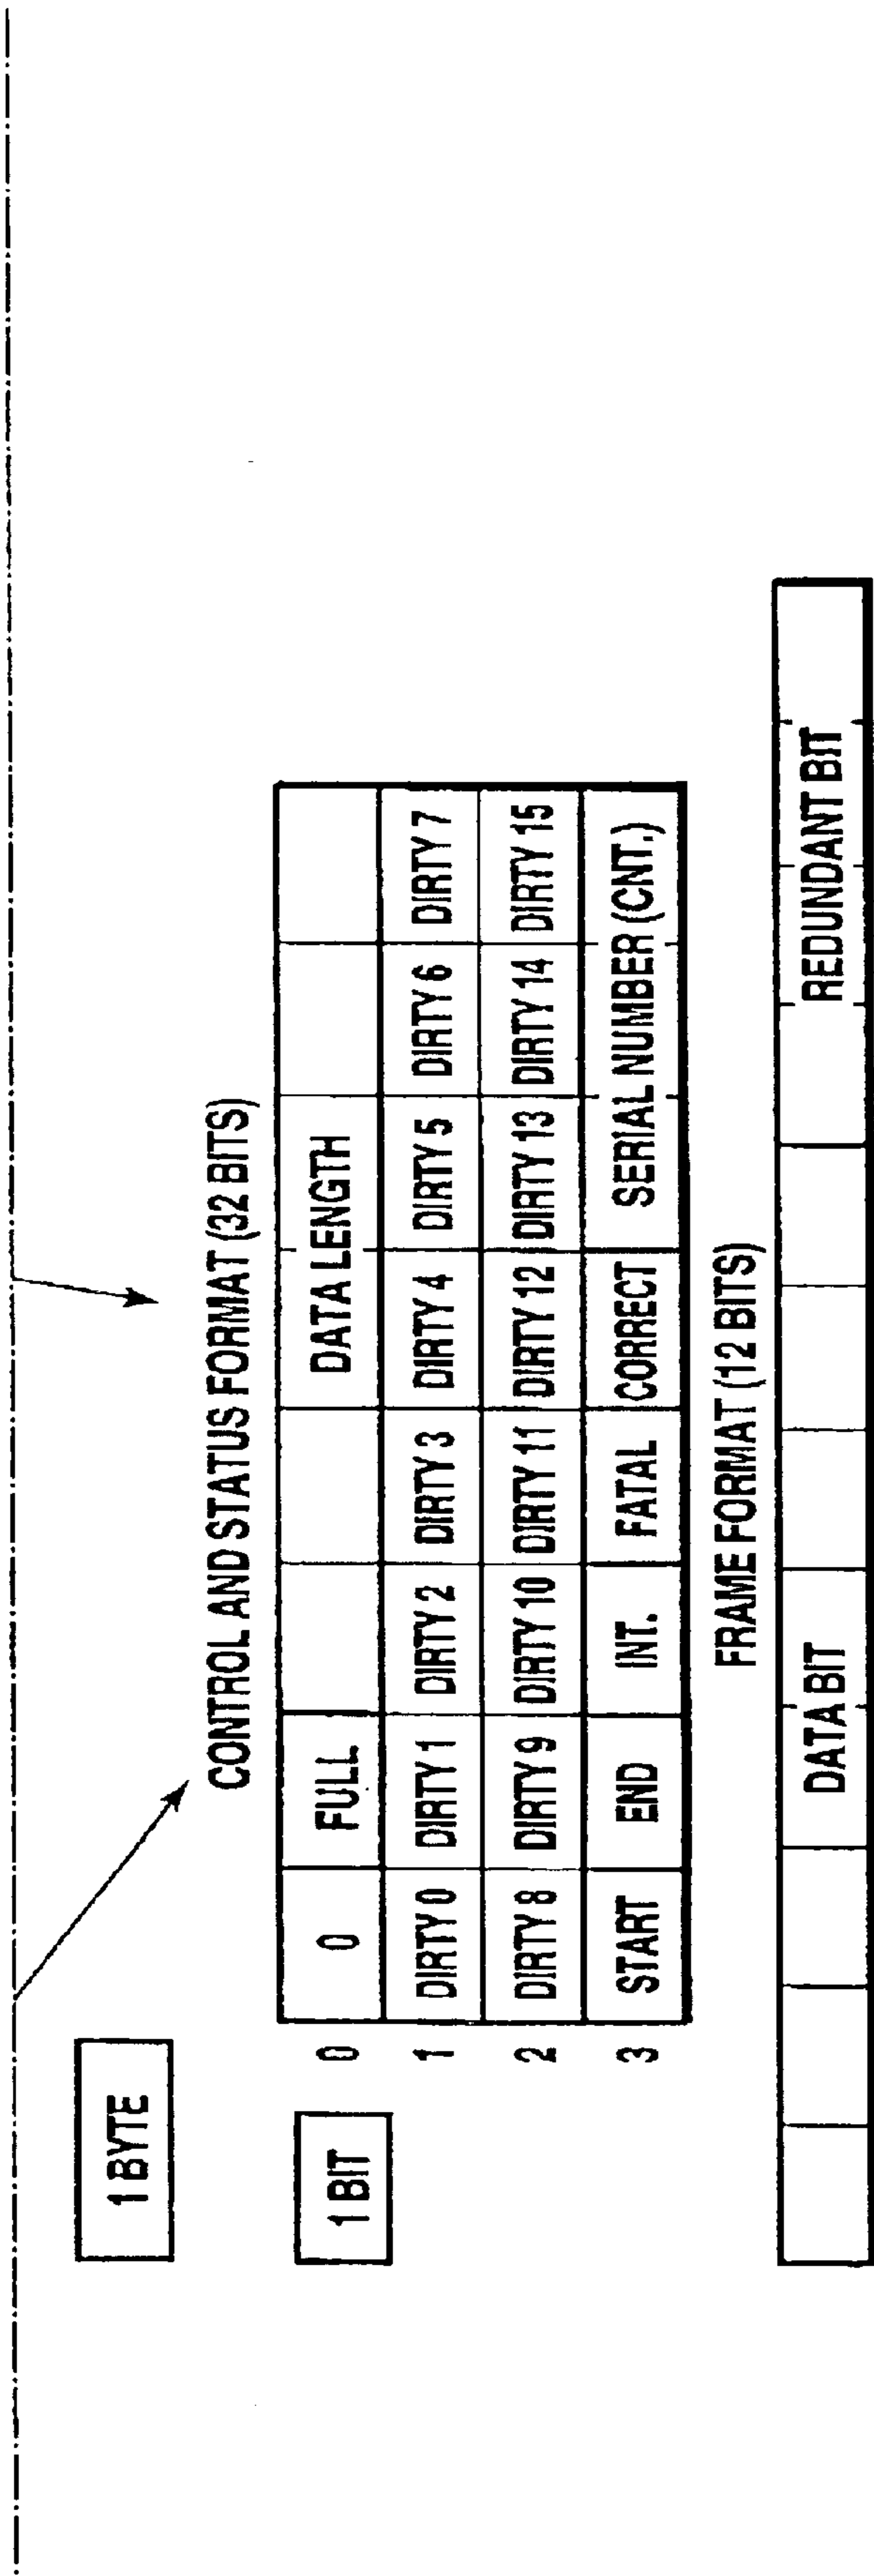 1 BYTE
CONTROL AND STATUS FORMAT (32 BITS)
1 BIT
0 0 FULL DATA LENGTH
1 DIRTY 0 DIRTY 1 DIRTY 2 DIRTY 3 DIRTY 4 DIRTY 5 DIRTY 6 DIRTY 7
2 DIRTY 8 DIRTY 9 DIRTY 10 DIRTY 11 DIRTY 12 DIRTY 13 DIRTY 14 DIRTY 15
3 START END INT. FATAL CORRECT SERIAL NUMBER (CNT.)
FRAME FORMAT (12 BITS)
DATA BIT REDUNDANT BIT